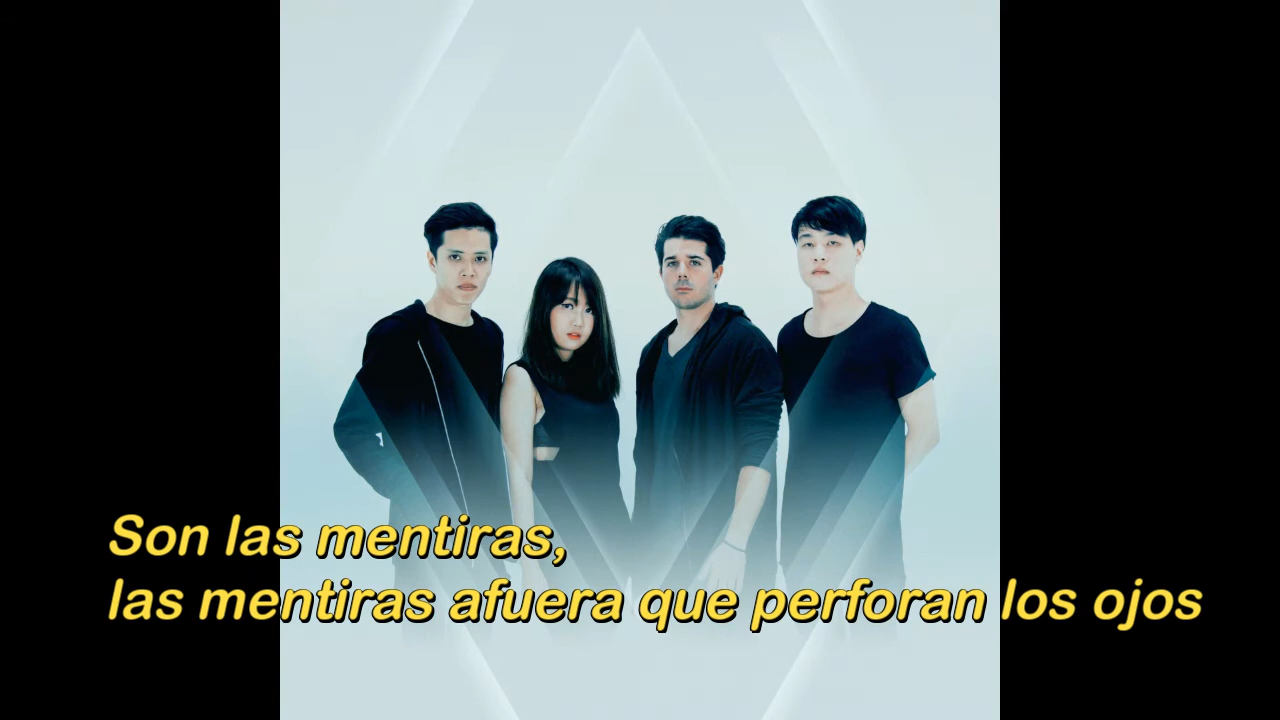 Son las mentiras,
las mentiras afuera que perforan los ojos